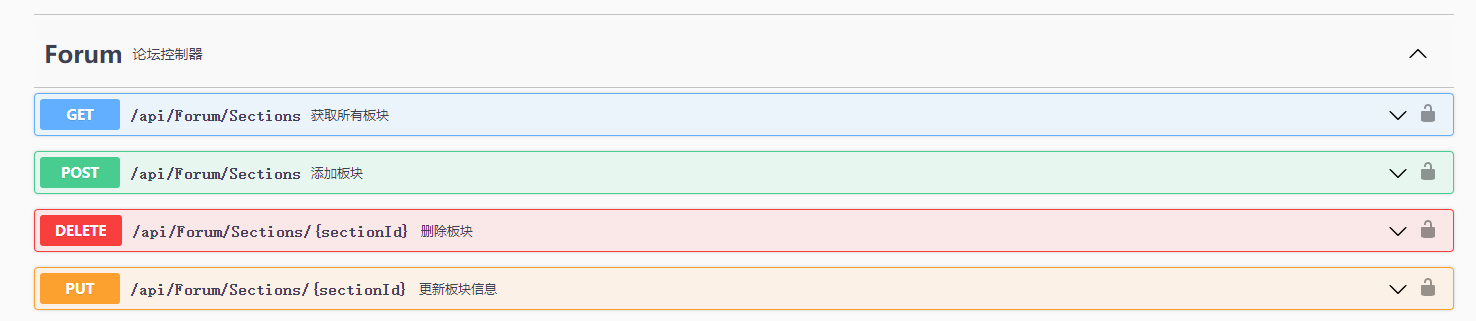 Forum 论坛控制器
GET /api/Forum/Sections 获取所有板块
POST /api/Forum/Sections 添加板块
DELETE /api/Forum/Sections/{sectionId} 删除板块
PUT /api/Forum/Sections/{sectionId} 更新板块信息